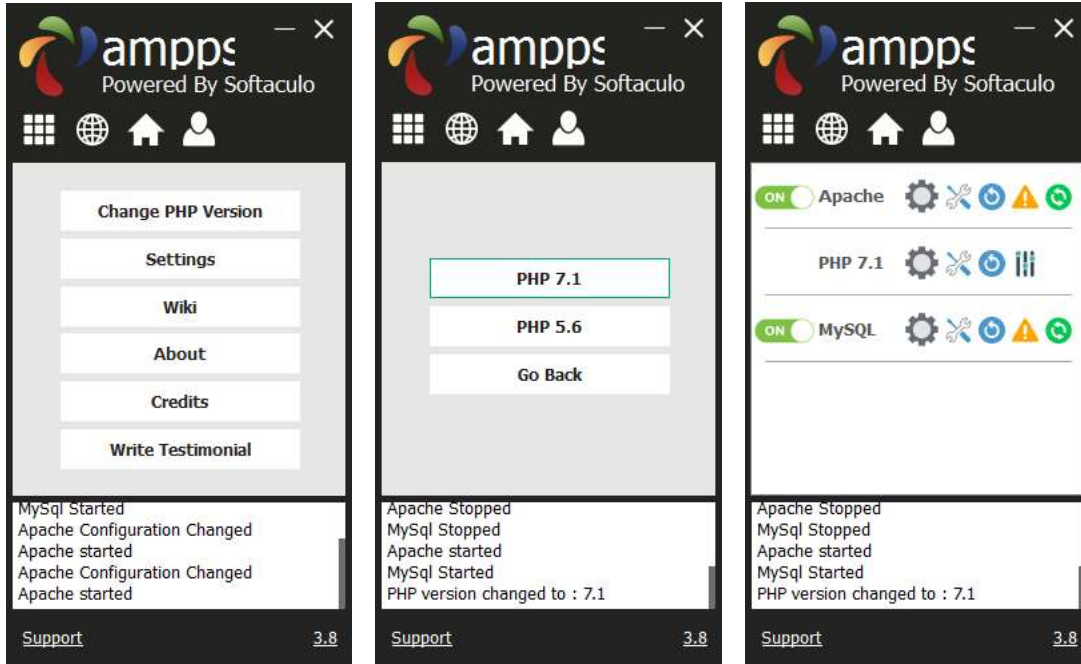 ampps
Powered By Softaculo
Change PHP Version
Settings
Wiki
About
Credits
Write Testimonial
MySql Started
Apache Configuration Changed
Apache started
Apache Configuration Changed
Apache started
Support 3.8
ampps
Powered By Softaculo
PHP 7.1
PHP 5.6
Go Back
Apache Stopped
MySql Stopped
Apache started
MySql Started
PHP version changed to : 7.1
Support 3.8
ampps
Powered By Softaculo
ON Apache
PHP 7.1
ON MySQL
Apache Stopped
MySql Stopped
Apache started
MySql Started
PHP version changed to : 7.1
Support 3.8